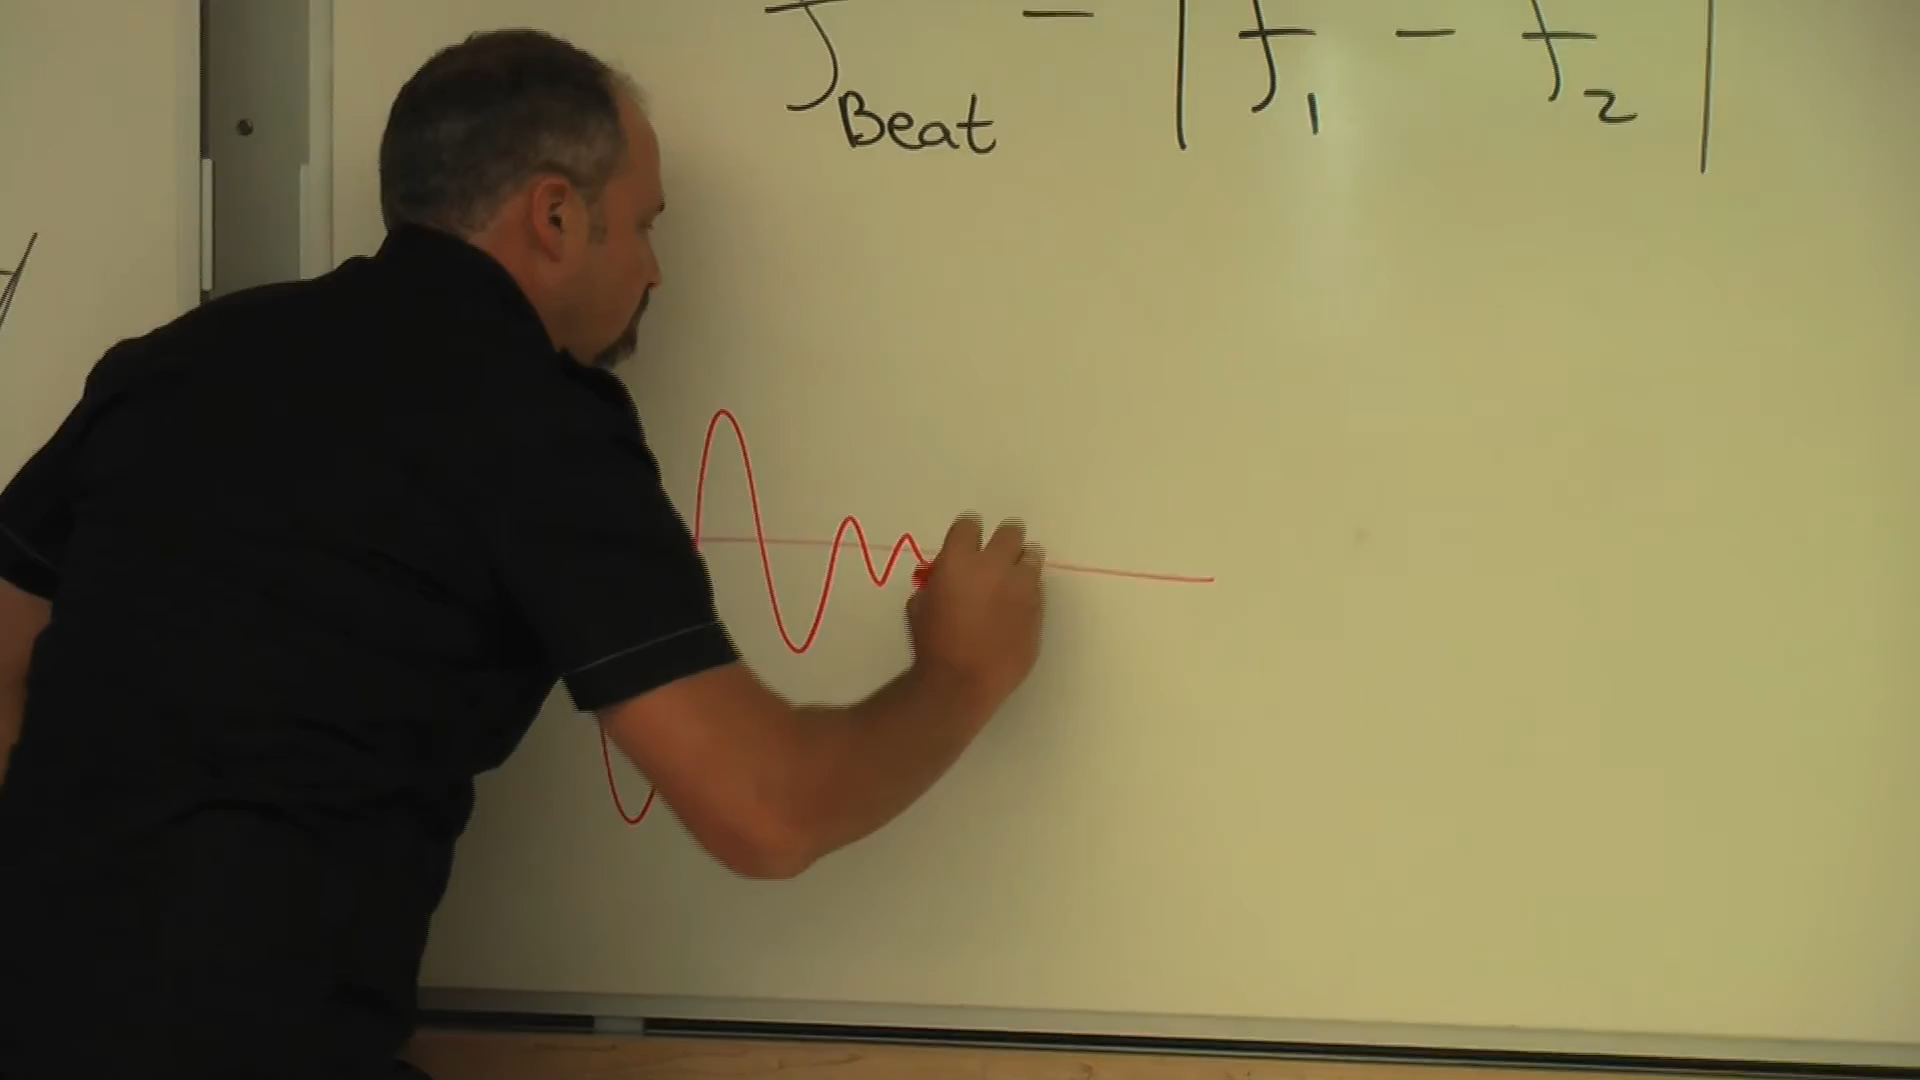 f_Beat = | f_1 - f_2 |